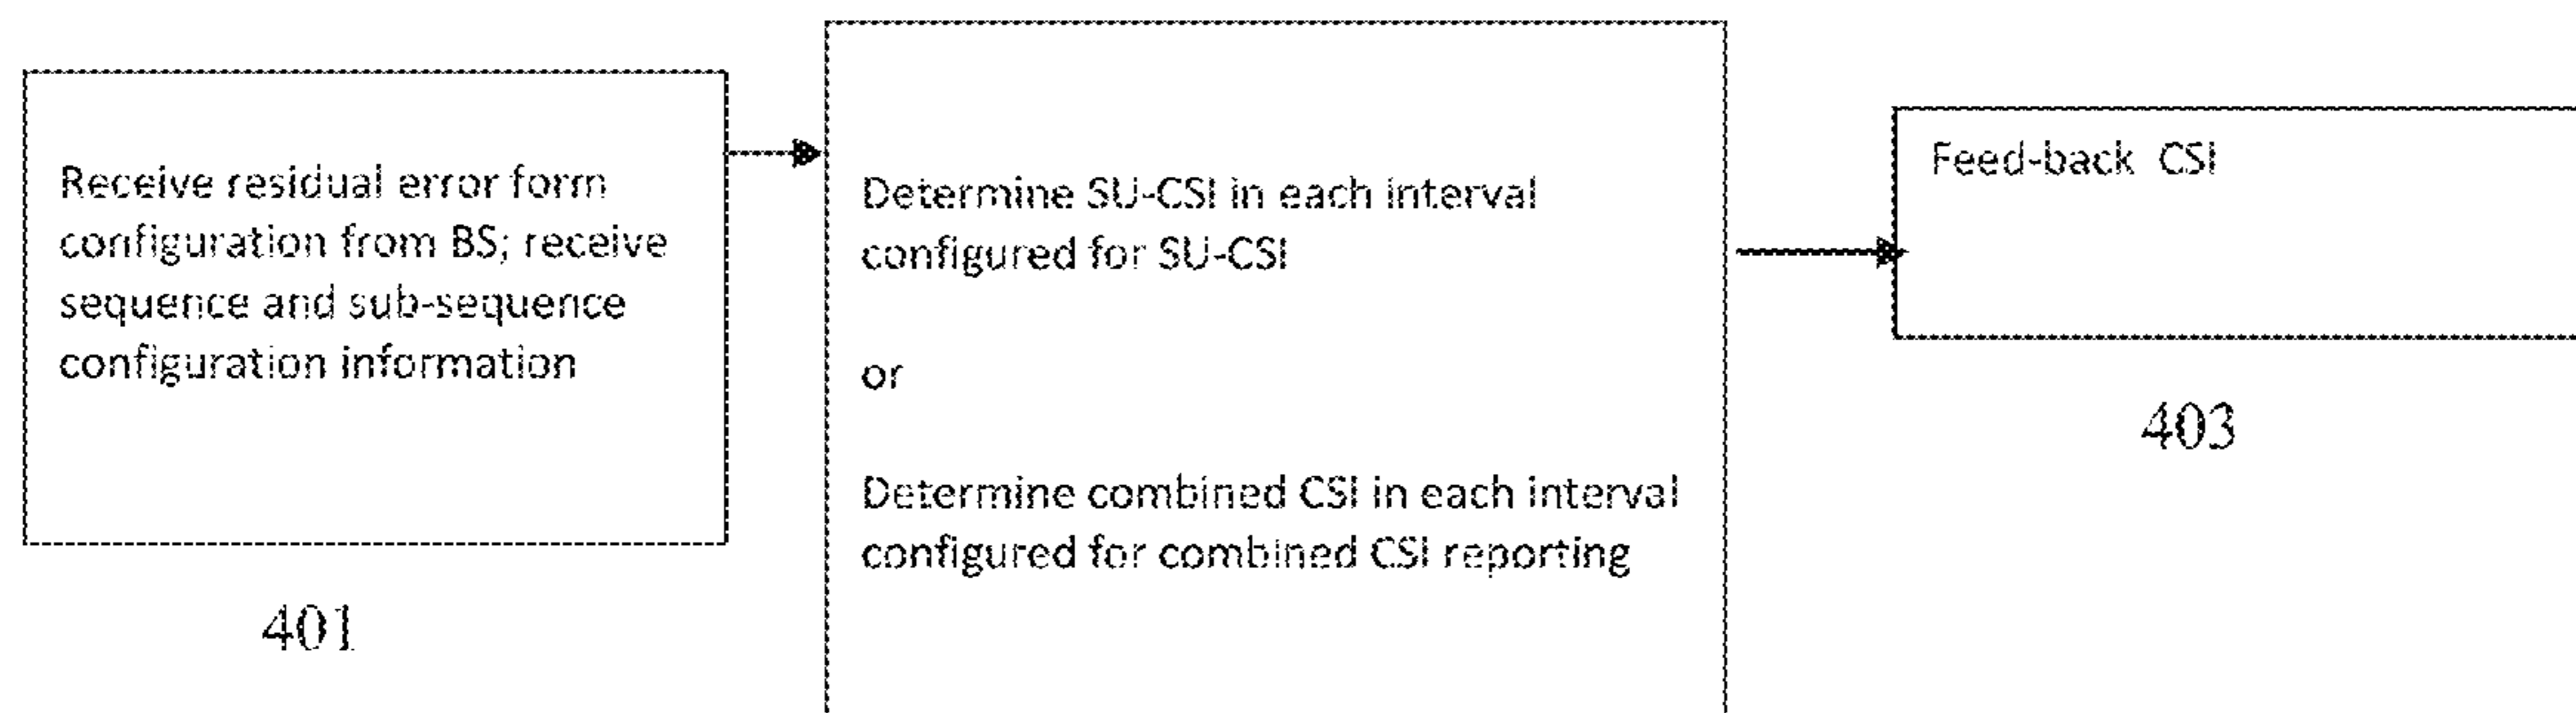 Receive residual error form
configuration from BS; receive
sequence and sub-sequence
configuration information
401
Determine SU-CSI in each interval
configured for SU-CSI
or
Determine combined CSI in each interval
configured for combined CSI reporting
Feed-back CSI
403